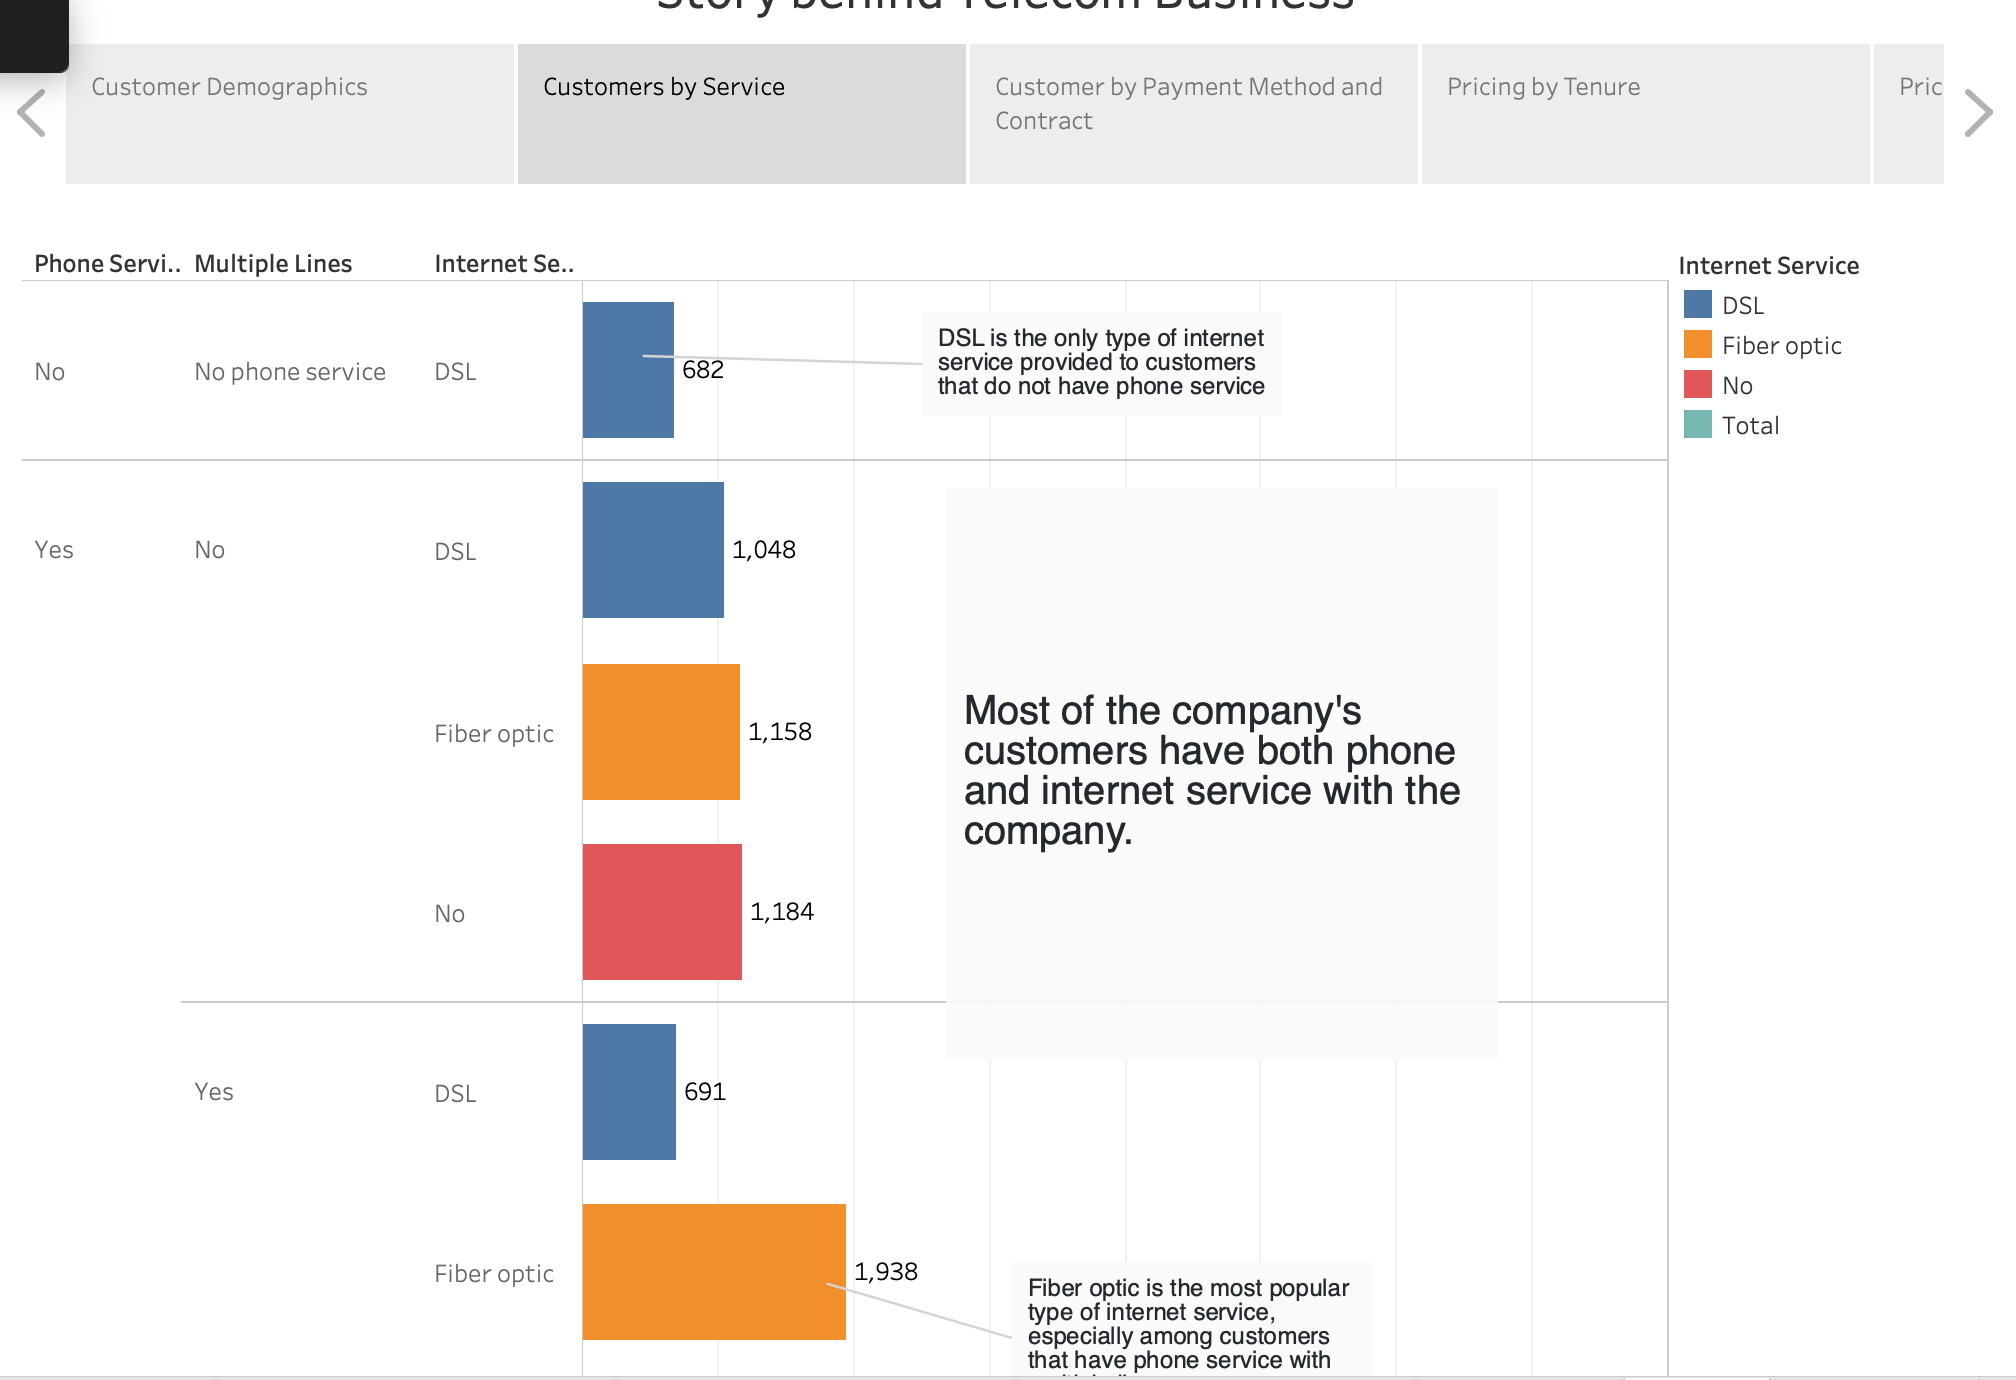 Story behind Telecom Business
Customer Demographics
Customers by Service
Customer by Payment Method and
Contract
Pricing by Tenure
Pric
Phone Servi.. Multiple Lines Internet Se..
Internet Service
DSL
Fiber optic
No
Total
No No phone service DSL 682
DSL is the only type of internet
service provided to customers
that do not have phone service
Yes No DSL 1,048
Fiber optic 1,158
No 1,184
Most of the company's
customers have both phone
and internet service with the
company.
Yes DSL 691
Fiber optic 1,938
Fiber optic is the most popular
type of internet service,
especially among customers
that have phone service with